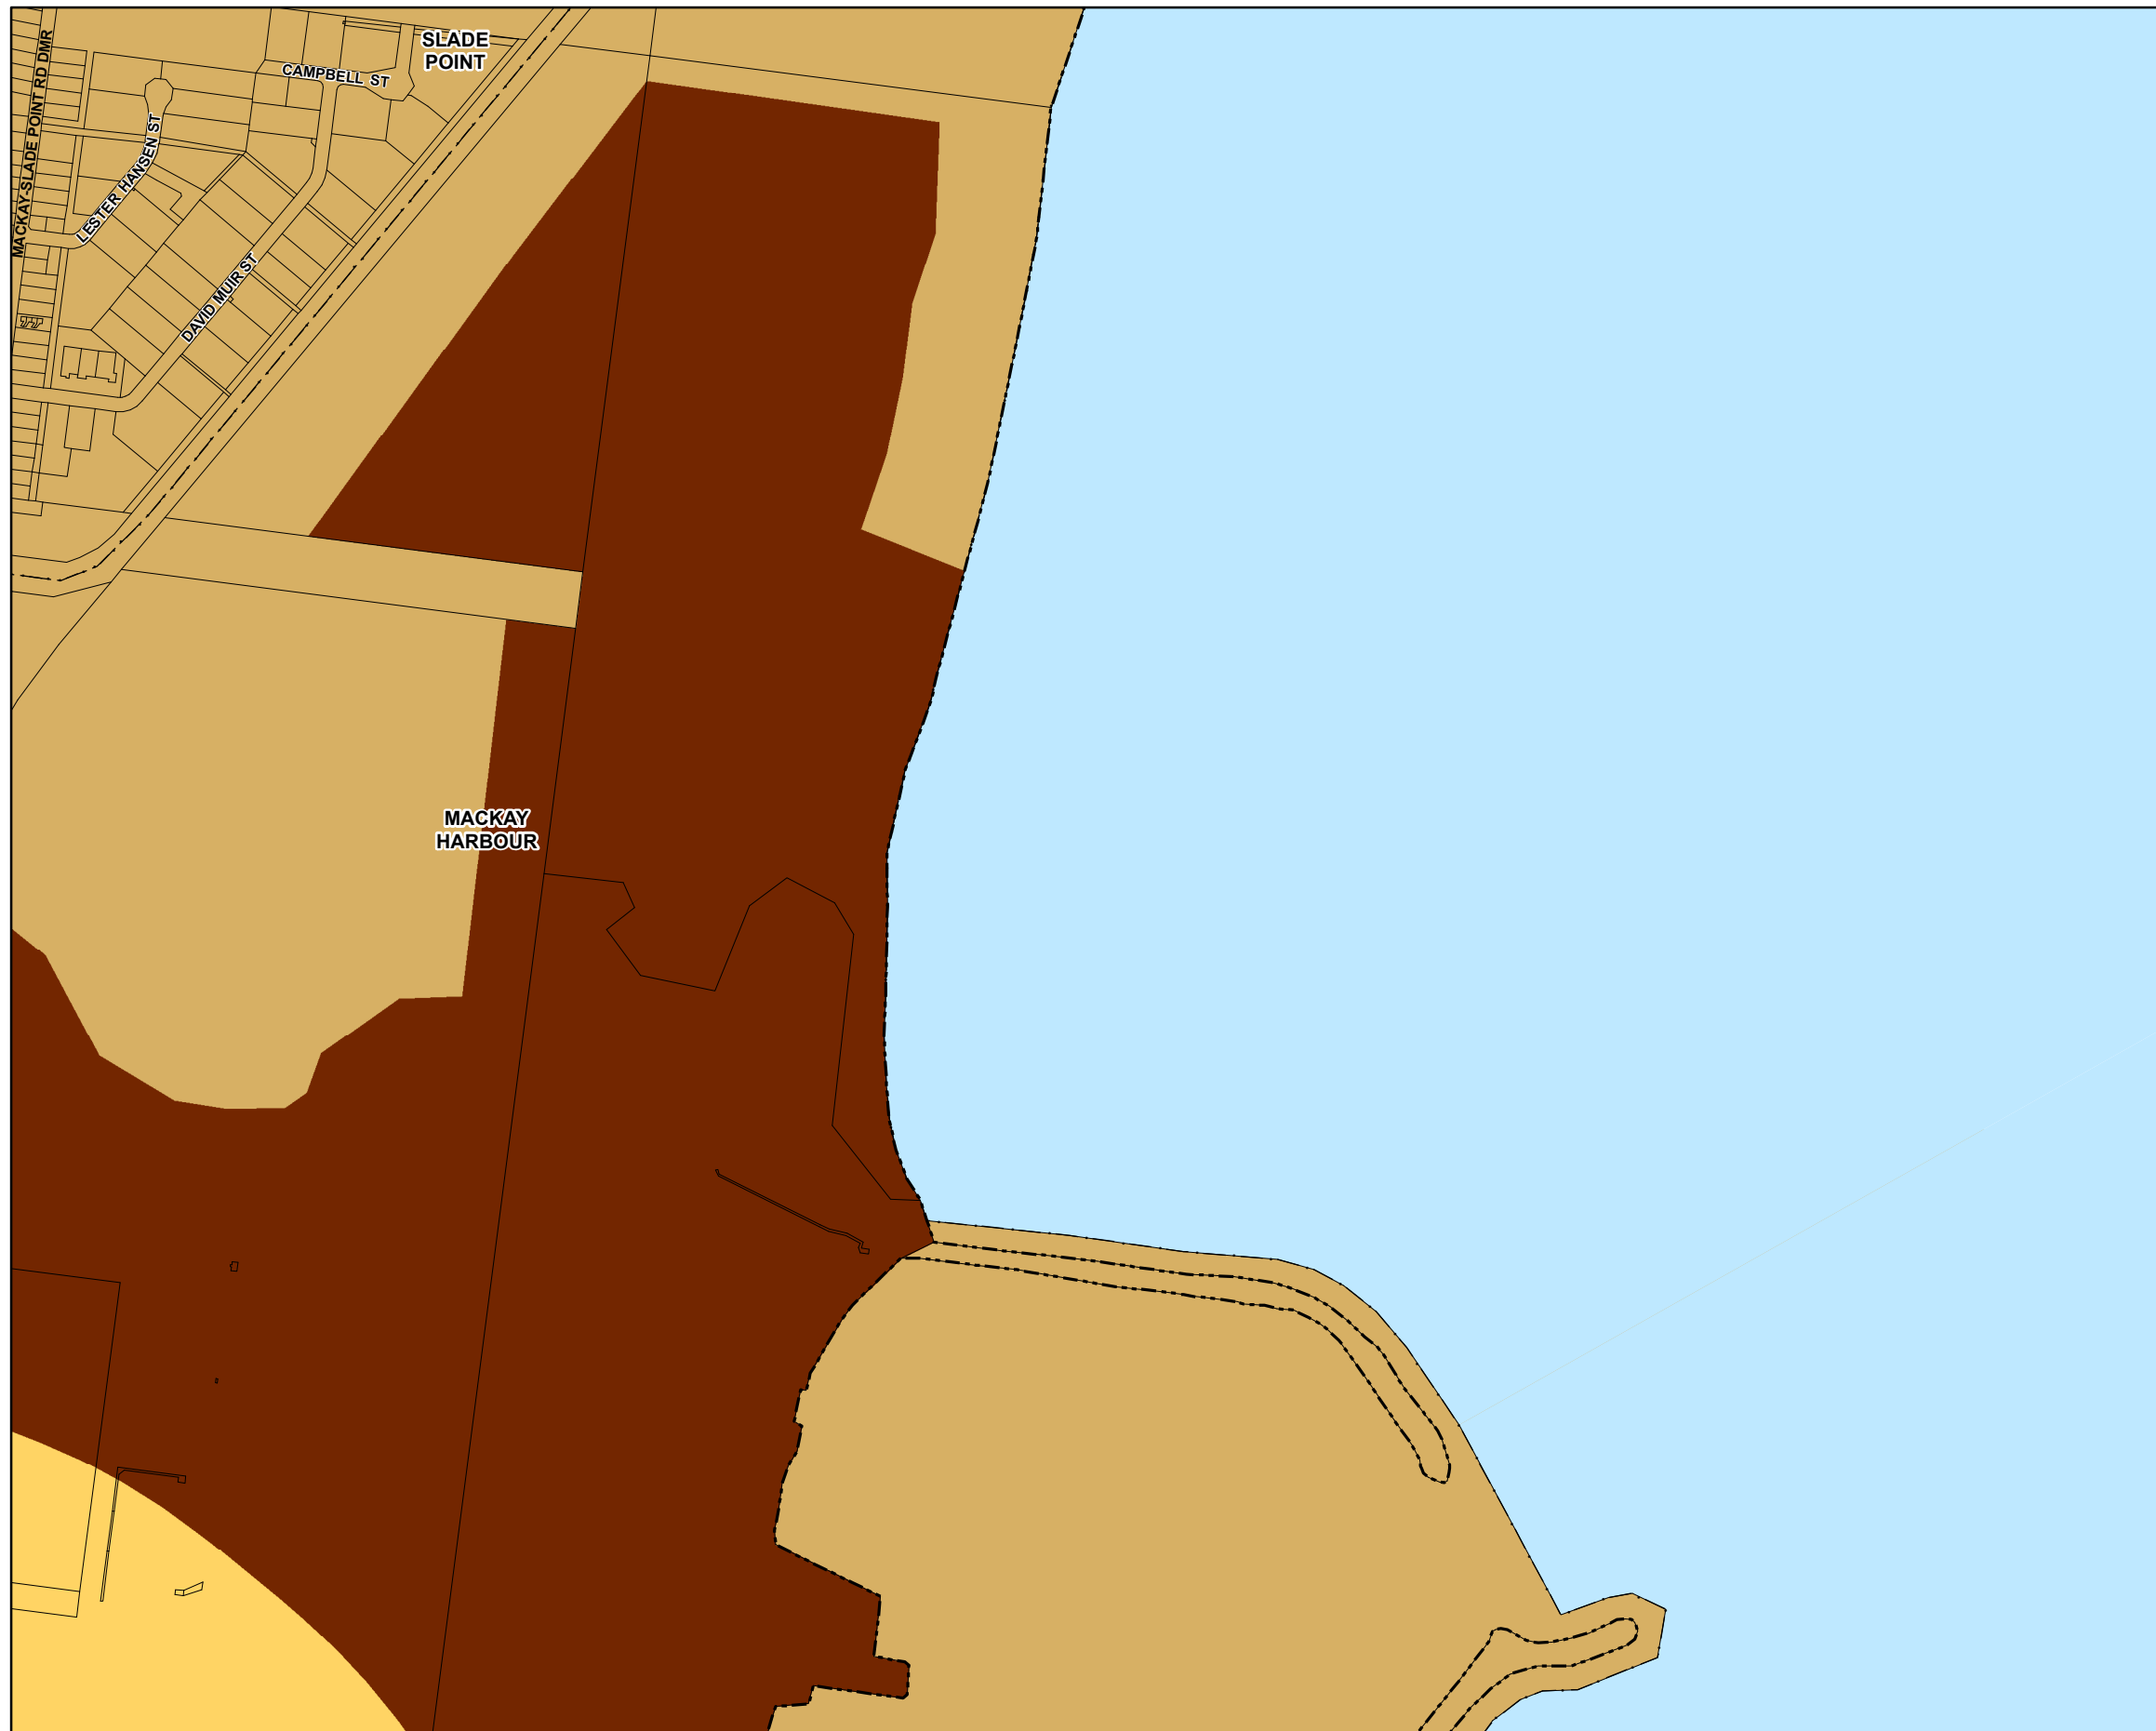 SLADE
POINT
CAMPBELL ST
MACKAY-SLADE POINT RD DMR
LESTER HANSEN ST
DAVID MUIR ST
MACKAY
HARBOUR